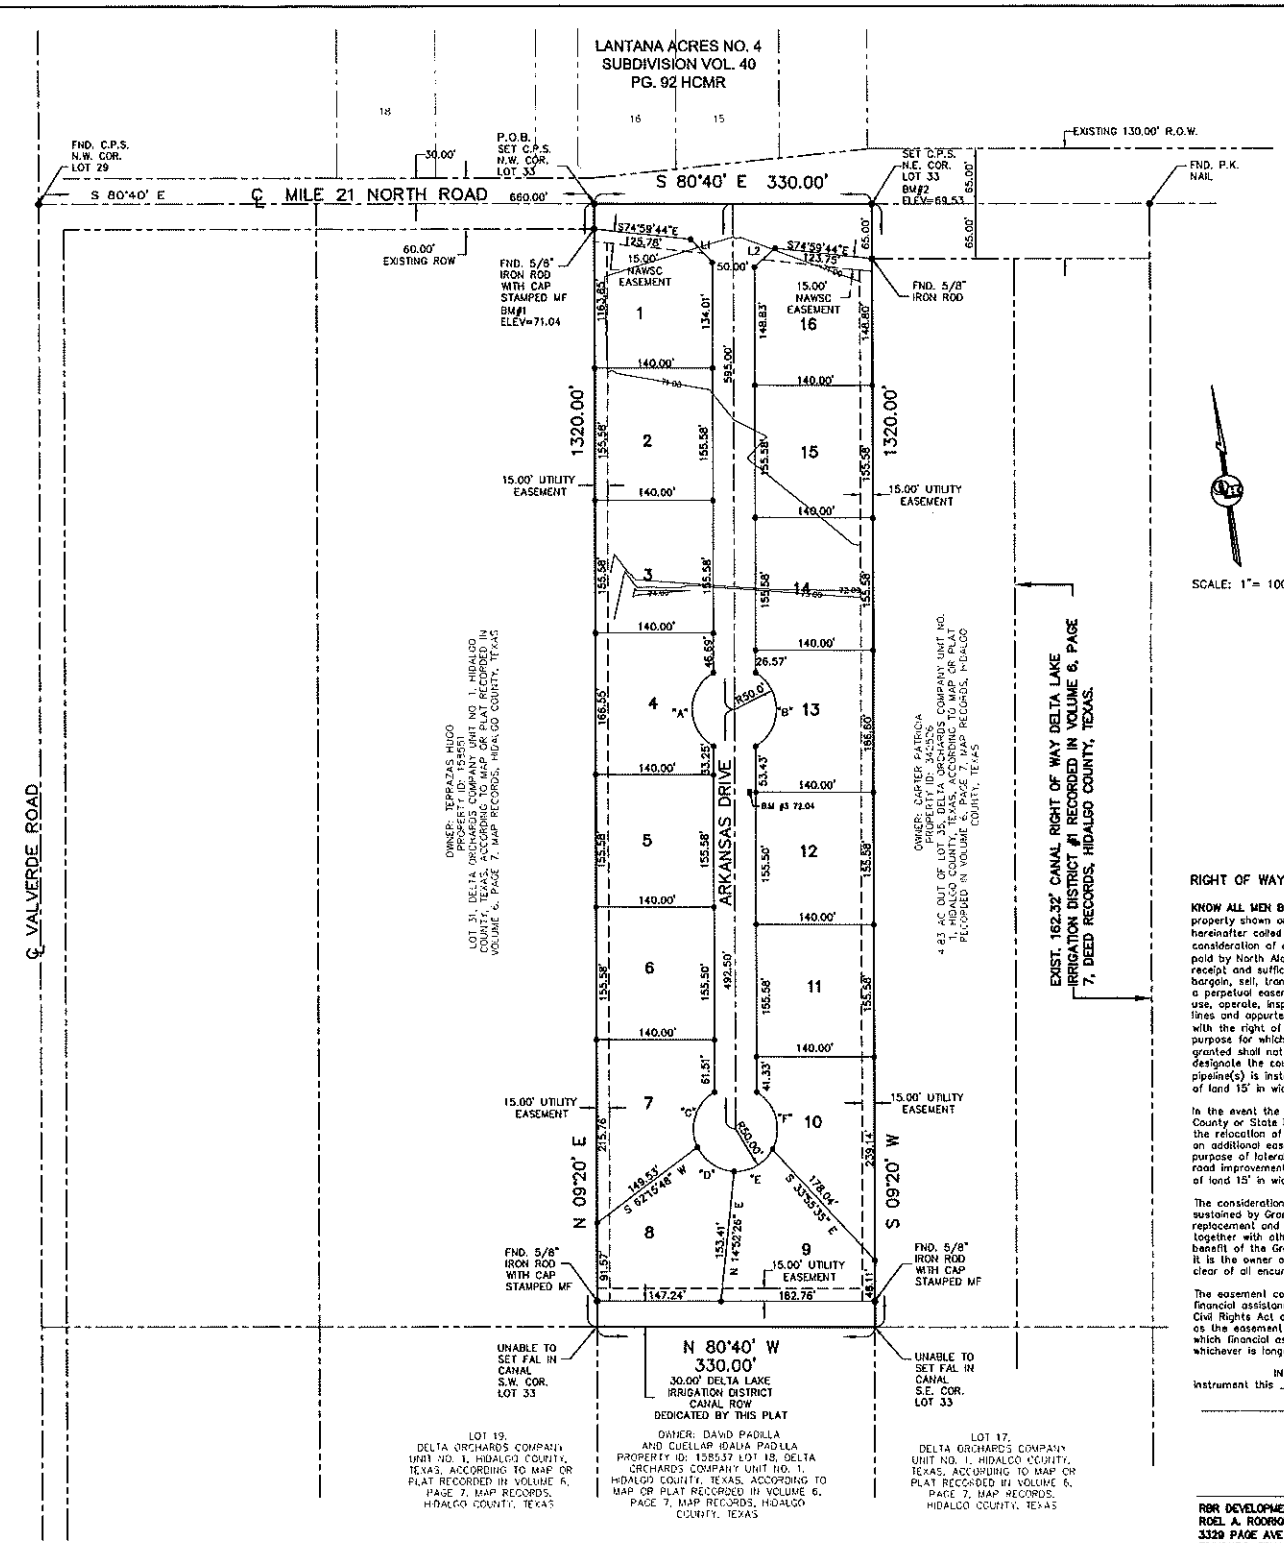 LANTANA ACRES NO. 4
SUBDIVISION VOL. 40
PG. 92 HCMR
18
16
15
FND. C.P.S.
N.W. COR.
LOT 29
30.00'
P.O.B.
SET C.P.S.
N.W. COR.
LOT 33
SET C.P.S.
N.E. COR.
LOT 33
BM#2
ELEV=69.53
EXISTING 130.00' R.O.W.
FND. P.K.
NAIL
65.00'
65.00'
65.00'
S 80°40' E
℄ MILE 21 NORTH ROAD
660.00'
S 80°40' E 330.00'
60.00'
EXISTING ROW
FND. 5/8"
IRON ROD
WITH CAP
STAMPED MF
BM#1
ELEV=71.04
S74°59'44"E
125.78'
L1
L2
S74°59'44"E
123.75'
50.00'
15.00'
NAWSC
EASEMENT
15.00'
NAWSC
EASEMENT
FND. 5/8"
IRON ROD
1
1163.85'
134.01'
595.00'
148.83'
16
148.80'
140.00'
140.00'
1320.00'
1320.00'
2
155.58'
155.58'
155.58'
15
155.58'
15.00' UTILITY
EASEMENT
15.00' UTILITY
EASEMENT
140.00'
140.00'
3
155.58'
155.58'
155.58'
14
155.58'
140.00'
140.00'
SCALE: 1"= 100
46.69'
26.57'
4
166.55'
"A"
R50.0'
"B"
13
166.60'
33.25'
53.43'
140.00'
140.00'
BM #3 72.04
ARKANSAS DRIVE
5
155.58'
155.58'
155.50'
12
155.58'
140.00'
140.00'
6
155.58'
155.50'
492.50'
155.58'
11
155.58'
140.00'
140.00'
OWNER: TERRAZAS HUGO
PROPERTY ID: 158551
LOT 31, DELTA ORCHARDS COMPANY UNIT NO 1, HIDALGO
COUNTY, TEXAS, ACCORDING TO MAP OR PLAT RECORDED IN
VOLUME 6, PAGE 7, MAP RECORDS, HIDALGO COUNTY, TEXAS
OWNER: CARTER PATRICIA
PROPERTY ID: 342526
4.83 AC OUT OF LOT 35, DELTA ORCHARDS COMPANY UNIT NO.
1, HIDALGO COUNTY, TEXAS, ACCORDING TO MAP OR PLAT
RECORDED IN VOLUME 6, PAGE 7, MAP RECORDS, HIDALGO
COUNTY, TEXAS
EXIST. 162.32' CANAL RIGHT OF WAY DELTA LAKE
IRRIGATION DISTRICT #1 RECORDED IN VOLUME 6, PAGE
7, DEED RECORDS, HIDALGO COUNTY, TEXAS.
℄ VALVERDE ROAD
61.51'
41.33'
15.00' UTILITY
EASEMENT
15.00' UTILITY
EASEMENT
7
215.76'
"C"
"D"
"E
"F"
R50.00'
10
239.14'
N 09°20' E
S 09°20' W
149.53'
S 62°15'48" W
153.41'
N 14°52'26" E
178.04'
S 33°55'35" E
8
9
91.57'
46.11'
15.00' UTILITY
EASEMENT
147.24'
182.76'
FND. 5/8"
IRON ROD
WITH CAP
STAMPED MF
FND. 5/8"
IRON ROD
WITH CAP
STAMPED MF
UNABLE TO
SET FAL IN
CANAL
S.W. COR.
LOT 33
N 80°40' W
330.00'
30.00' DELTA LAKE
IRRIGATION DISTRICT
CANAL ROW
DEDICATED BY THIS PLAT
UNABLE TO
SET FAL IN
CANAL
S.E. COR.
LOT 33
LOT 19,
DELTA ORCHARDS COMPANY
UNIT NO. 1, HIDALGO COUNTY,
TEXAS, ACCORDING TO MAP OR
PLAT RECORDED IN VOLUME 6,
PAGE 7, MAP RECORDS,
HIDALGO COUNTY, TEXAS
OWNER: DAVID PADILLA
AND CUELLAR IDALIA PADILLA
PROPERTY ID: 158537 LOT 18, DELTA
ORCHARDS COMPANY UNIT NO. 1,
HIDALGO COUNTY, TEXAS, ACCORDING TO
MAP OR PLAT RECORDED IN VOLUME 6,
PAGE 7, MAP RECORDS, HIDALGO
COUNTY, TEXAS
LOT 17,
DELTA ORCHARDS COMPANY
UNIT NO. 1, HIDALGO COUNTY,
TEXAS, ACCORDING TO MAP OR
PLAT RECORDED IN VOLUME 6,
PAGE 7, MAP RECORDS,
HIDALGO COUNTY, TEXAS
RIGHT OF WAY
KNOW ALL MEN B
property shown o
hereinafter called
consideration of
paid by North Al
receipt and suffic
bargain, sell, tran
a perpetual easer
use, operate, insp
lines and appurte
with the right of
purpose for which
granted shall not
designate the cou
pipeline(s) is inst
of land 15' in wi
In the event the
County or State
the relocation of
an additional eas
purpose of latera
road improvement
of land 15' in wi
The consideration
sustained by Gran
replacement and
together with oth
benefit of the Gr
it is the owner o
clear of all encur
The easement co
financial assistan
Civil Rights Act o
as the easement
which financial as
whichever is long
IN
instrument this
RBR DEVELOPME
ROEL A. RODRIG
3329 PAGE AVE